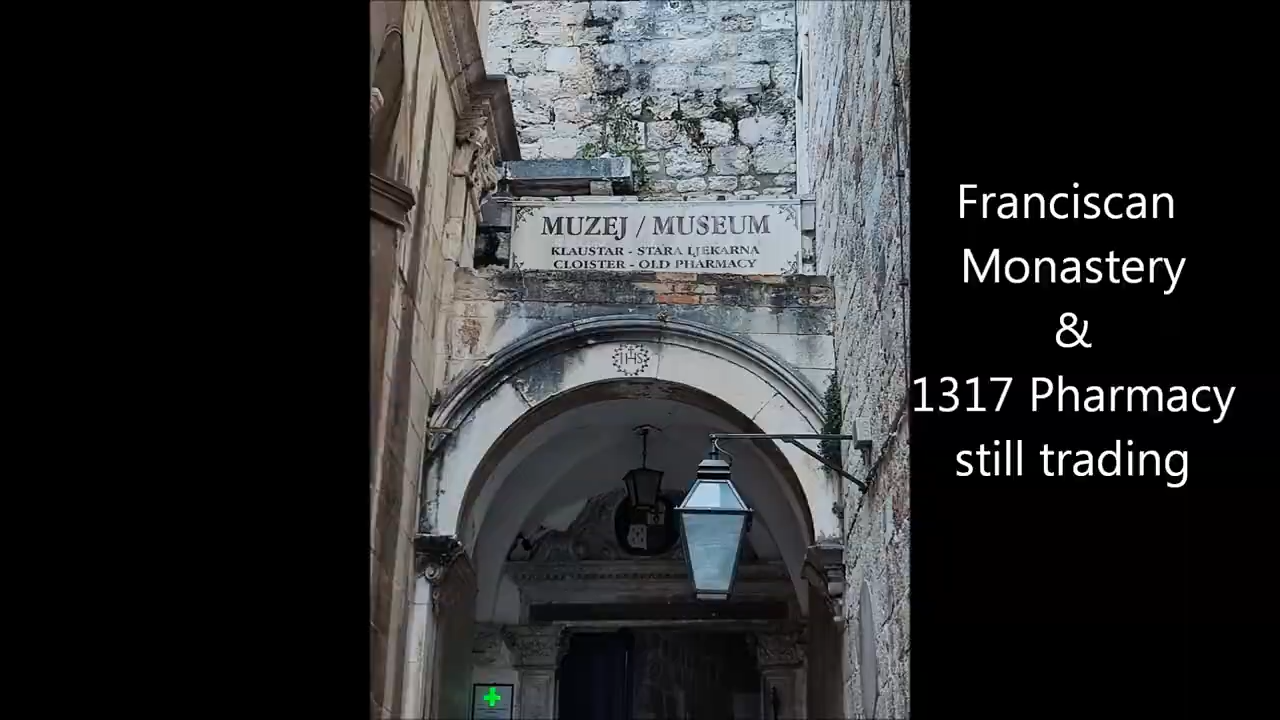 MUZEJ / MUSEUM
KLAUSTAR - STARA LJEKARNA
CLOISTER - OLD PHARMACY
IHS
Franciscan
Monastery
&
1317 Pharmacy
still trading